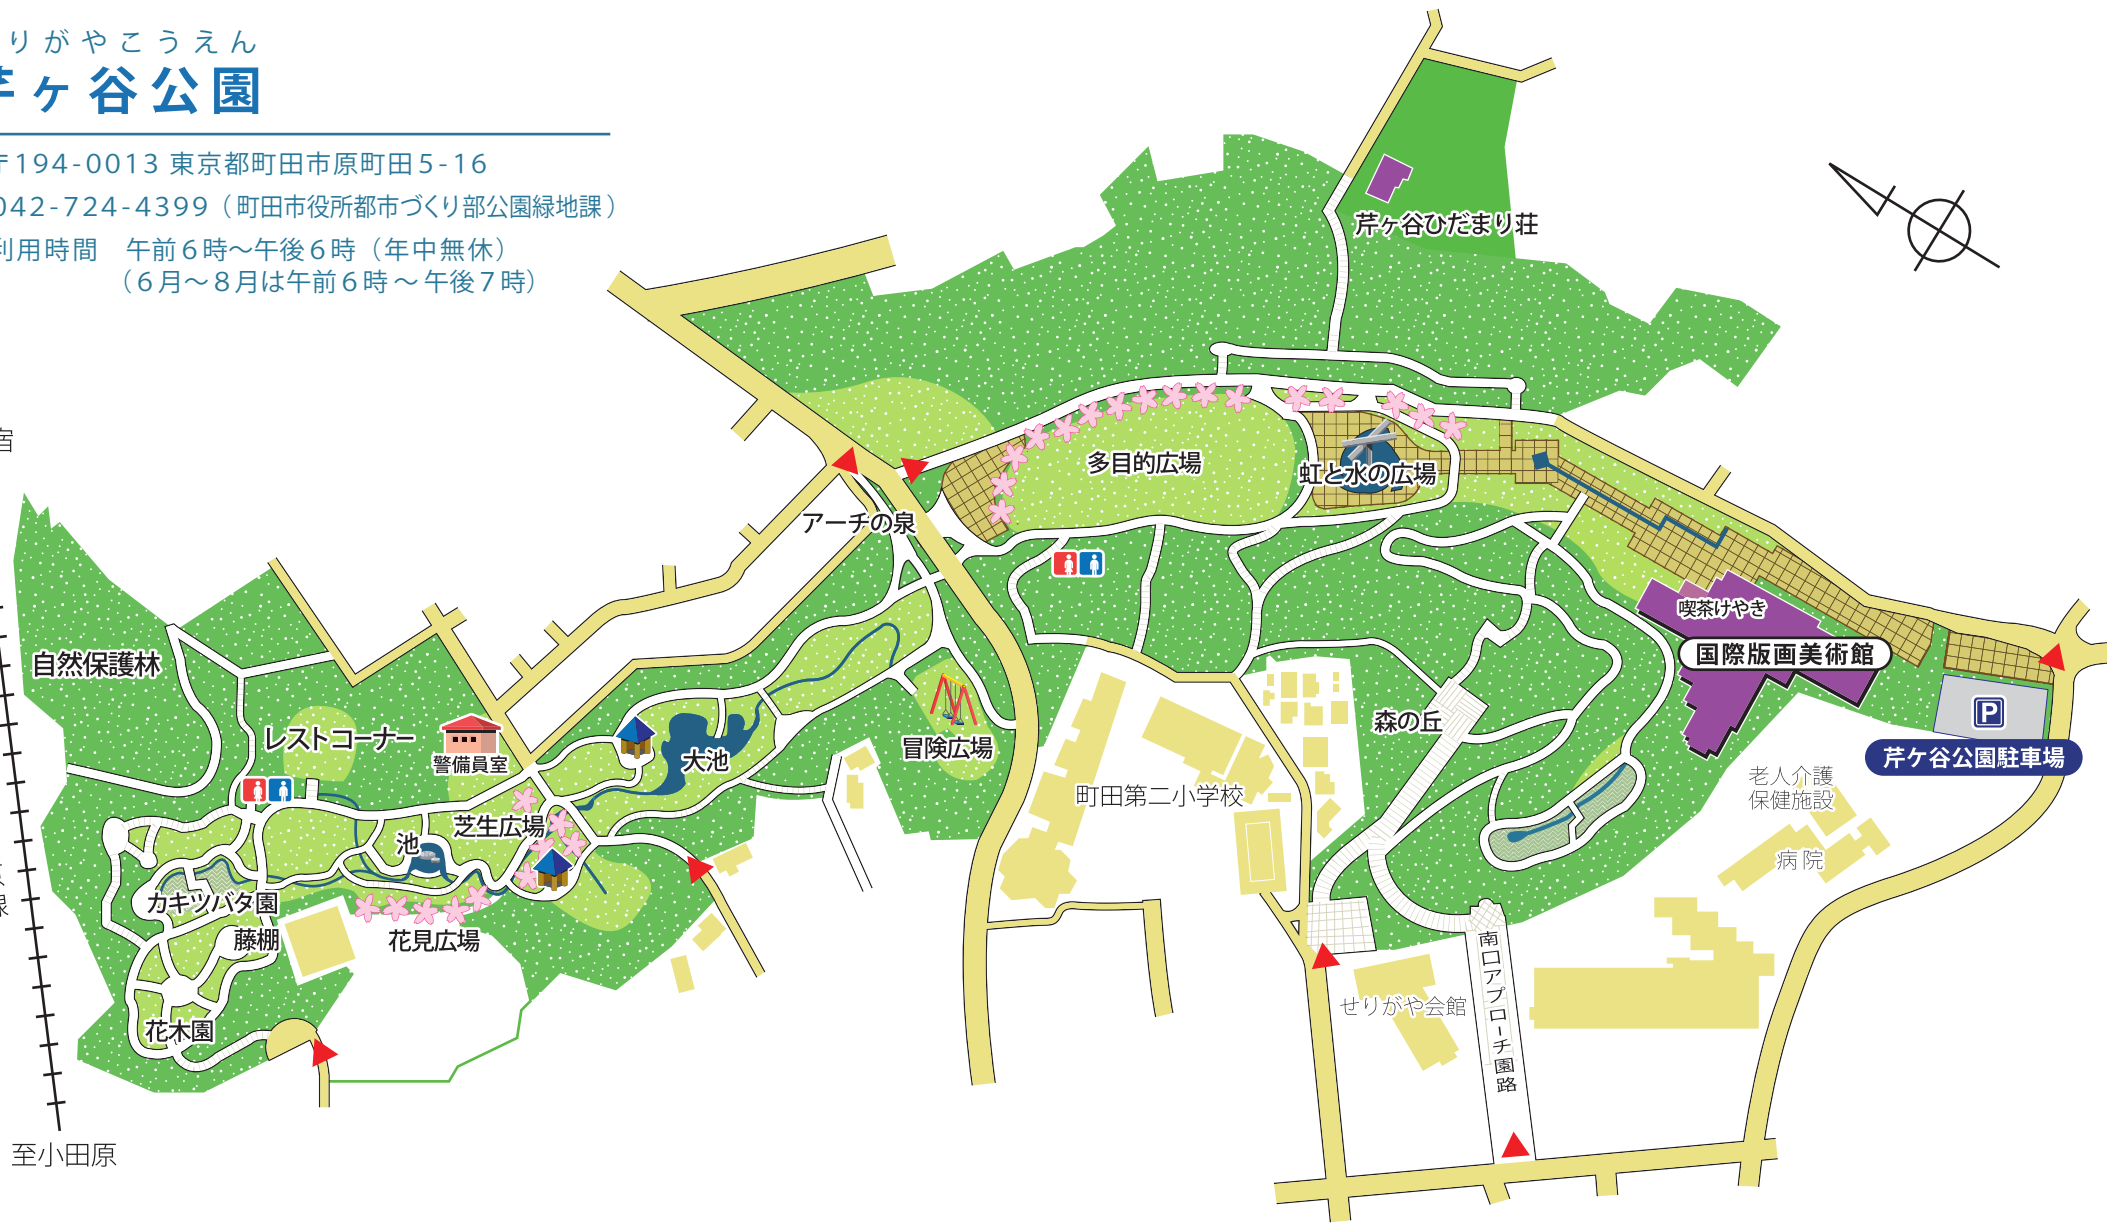 りがやこうえん
芹ヶ谷公園
〒194-0013 東京都町田市原町田5-16
042-724-4399（町田市役所都市づくり部公園緑地課）
利用時間　午前6時〜午後6時（年中無休）
（6月〜8月は午前6時〜午後7時）
芹ヶ谷ひだまり荘
宿
多目的広場
虹と水の広場
アーチの泉
喫茶けやき
国際版画美術館
自然保護林
P
森の丘
レストコーナー
冒険広場
警備員室
大池
芹ケ谷公園駐車場
町田第二小学校
老人介護
保健施設
芝生広場
池
病院
線
カキツバタ園
藤棚
花見広場
南口アプローチ園路
せりがや会館
花木園
至小田原